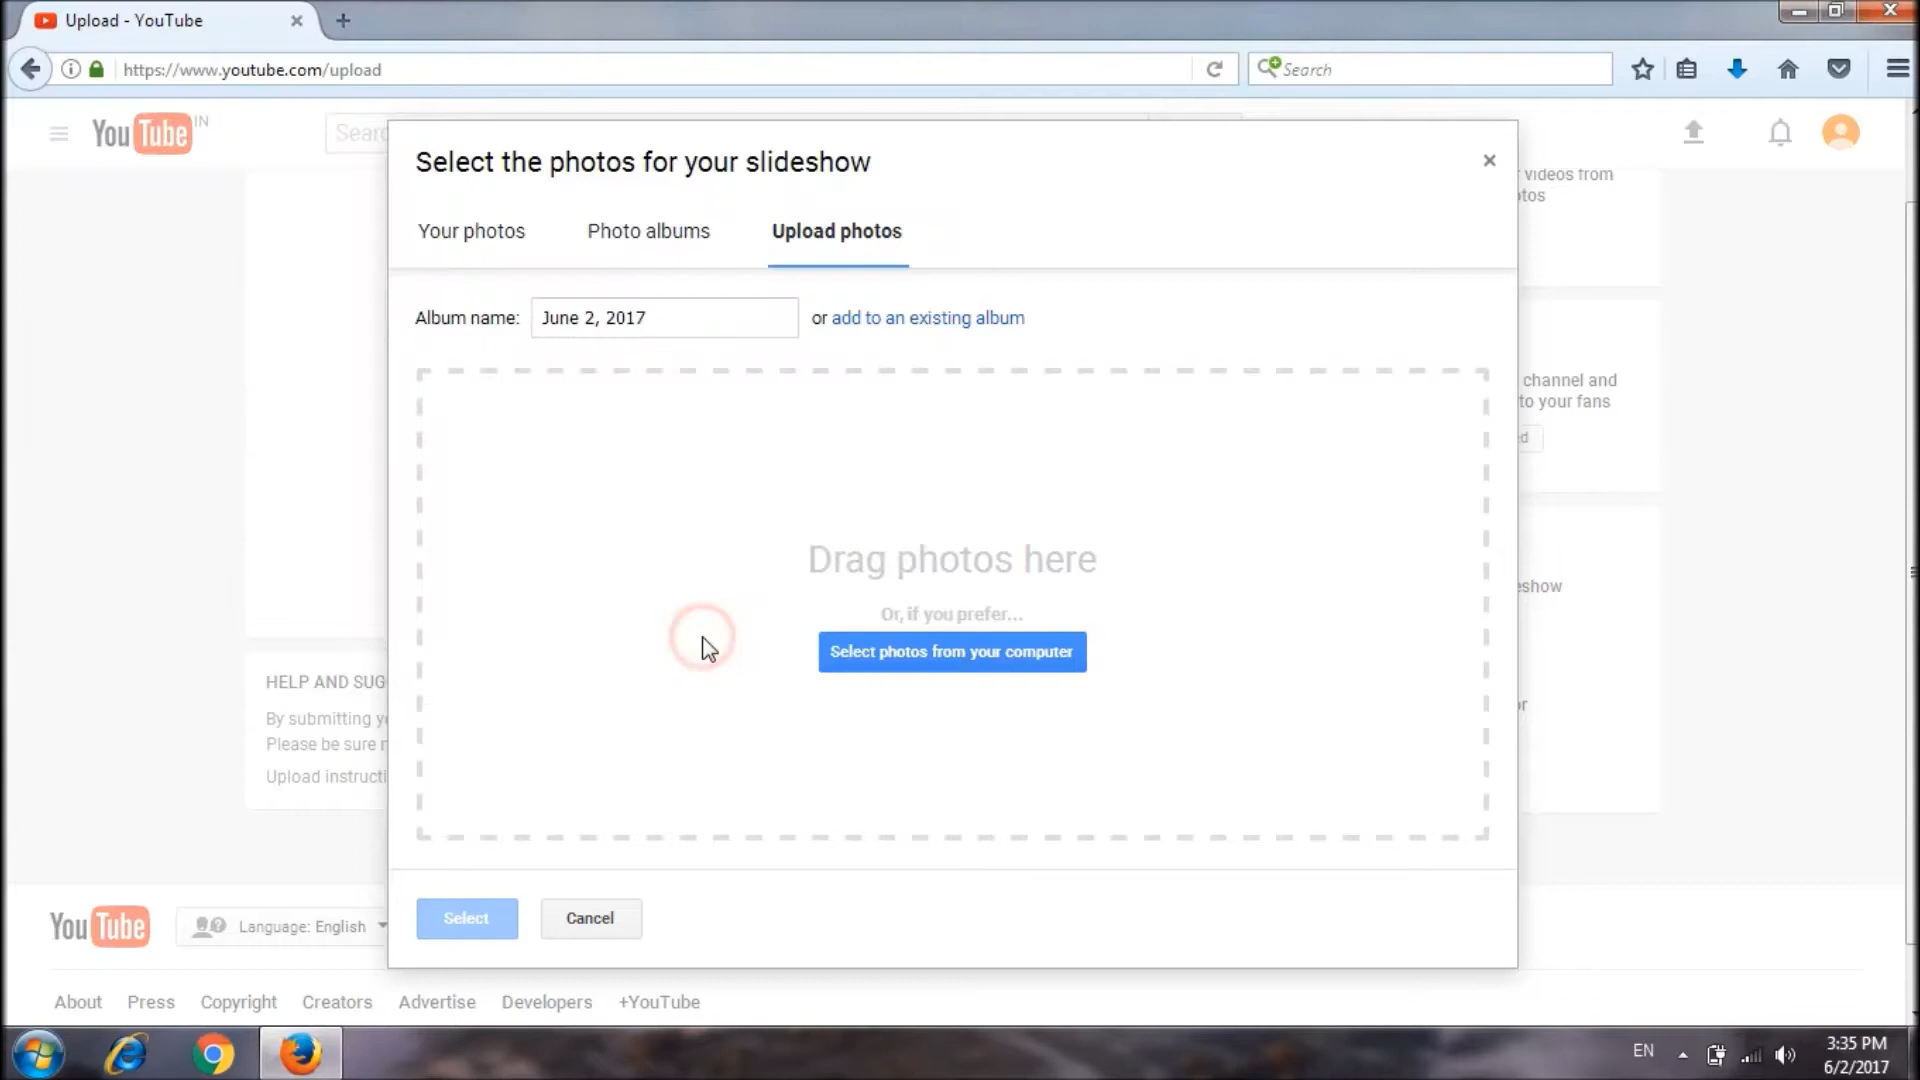 Upload - YouTube
https://www.youtube.com/upload
Search
YouTube IN
Searc
Select the photos for your slideshow
videos from
Your photos
Photo albums
Upload photos
Album name:
June 2, 2017
or add to an existing album
channel and
to your fans
Drag photos here
Or, if you prefer...
Select photos from your computer
HELP AND SUG
By submitting y
Please be sure
Upload instructi
Select
Cancel
YouTube
Language: English
About
Press
Copyright
Creators
Advertise
Developers
+YouTube
EN
3:35 PM
6/2/2017